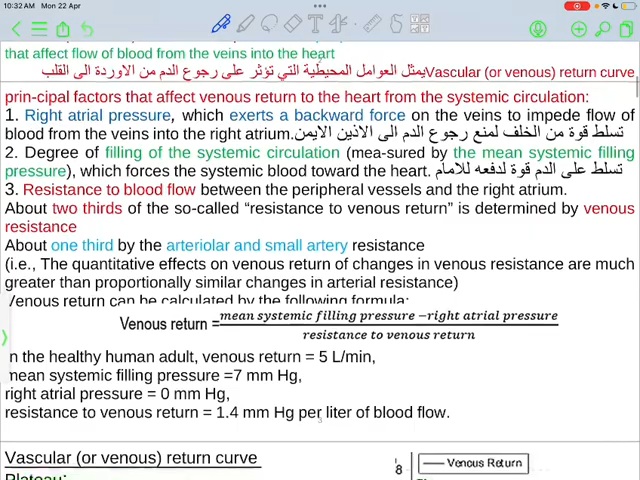 10:32 AM Mon 22 Apr
that affect flow of blood from the veins into the heart
Vascular (or venous) return curve يمثل العوامل المحيطية التي تؤثر على رجوع الدم من الاوردة الى القلب
prin-cipal factors that affect venous return to the heart from the systemic circulation:
1. Right atrial pressure, which exerts a backward force on the veins to impede flow of
blood from the veins into the right atrium. تسلط قوة من الخلف لمنع رجوع الدم الى الاذين الايمن
2. Degree of filling of the systemic circulation (mea-sured by the mean systemic filling
pressure), which forces the systemic blood toward the heart. تسلط على الدم قوة لدفعه للامام
3. Resistance to blood flow between the peripheral vessels and the right atrium.
About two thirds of the so-called “resistance to venous return” is determined by venous
resistance
About one third by the arteriolar and small artery resistance
(i.e., The quantitative effects on venous return of changes in venous resistance are much
greater than proportionally similar changes in arterial resistance)
Venous return can be calculated by the following formula:
Venous return = mean systemic filling pressure −right atrial pressure
resistance to venous return
n the healthy human adult, venous return = 5 L/min,
mean systemic filling pressure =7 mm Hg,
right atrial pressure = 0 mm Hg,
resistance to venous return = 1.4 mm Hg per liter of blood flow.
3
Vascular (or venous) return curve
Plateau:
8
Venous Return